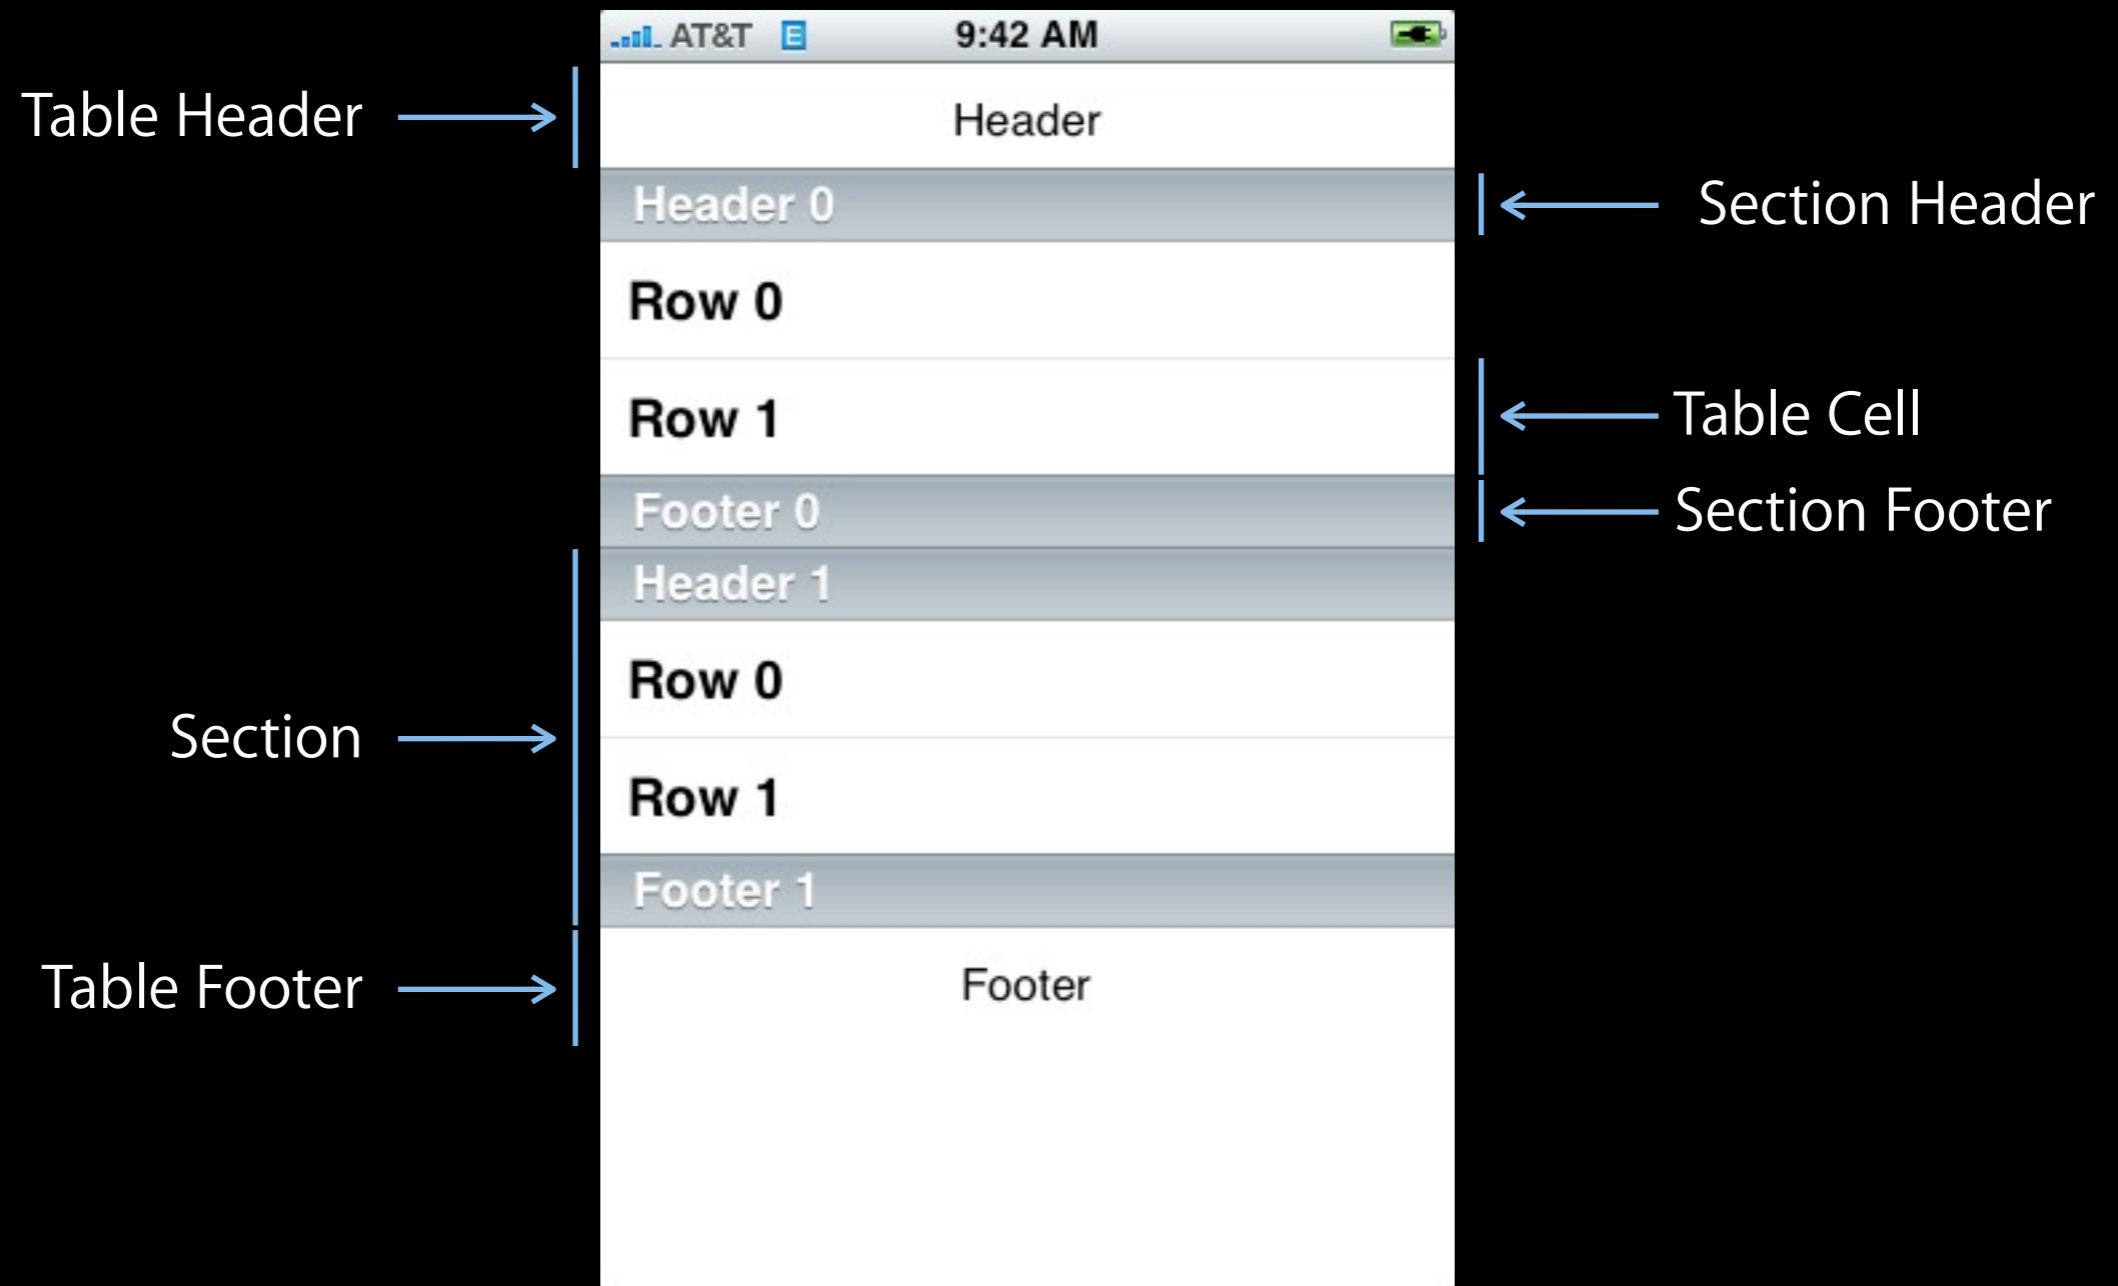 AT&T E 9:42 AM
Table Header
Header
Header 0
Section Header
Row 0
Row 1
Table Cell
Footer 0
Section Footer
Header 1
Row 0
Section
Row 1
Footer 1
Table Footer
Footer